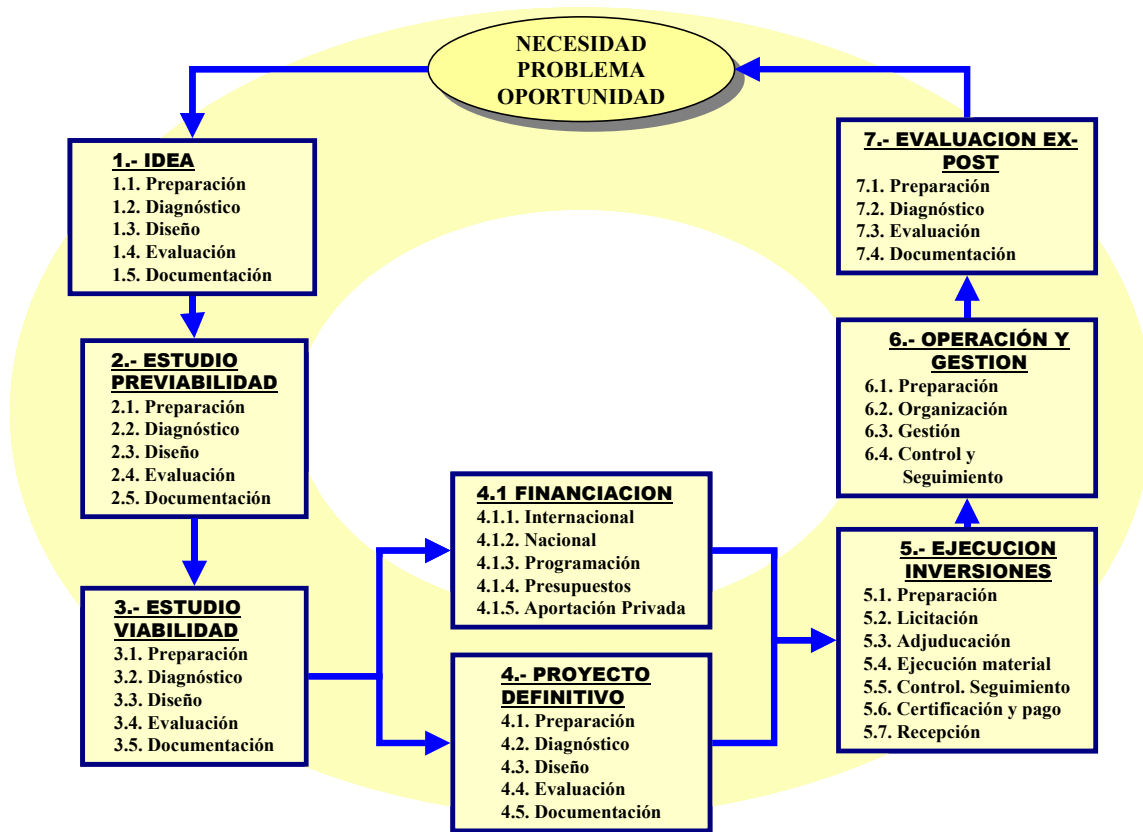 NECESIDAD
PROBLEMA
OPORTUNIDAD
1.- IDEA
1.1. Preparación
1.2. Diagnóstico
1.3. Diseño
1.4. Evaluación
1.5. Documentación
2.- ESTUDIO
PREVIABILIDAD
2.1. Preparación
2.2. Diagnóstico
2.3. Diseño
2.4. Evaluación
2.5. Documentación
3.- ESTUDIO
VIABILIDAD
3.1. Preparación
3.2. Diagnóstico
3.3. Diseño
3.4. Evaluación
3.5. Documentación
4.1 FINANCIACION
4.1.1. Internacional
4.1.2. Nacional
4.1.3. Programación
4.1.4. Presupuestos
4.1.5. Aportación Privada
4.- PROYECTO
DEFINITIVO
4.1. Preparación
4.2. Diagnóstico
4.3. Diseño
4.4. Evaluación
4.5. Documentación
5.- EJECUCION
INVERSIONES
5.1. Preparación
5.2. Licitación
5.3. Adjuducación
5.4. Ejecución material
5.5. Control. Seguimiento
5.6. Certificación y pago
5.7. Recepción
6.- OPERACIÓN Y
GESTION
6.1. Preparación
6.2. Organización
6.3. Gestión
6.4. Control y
Seguimiento
7.- EVALUACION EX-
POST
7.1. Preparación
7.2. Diagnóstico
7.3. Evaluación
7.4. Documentación